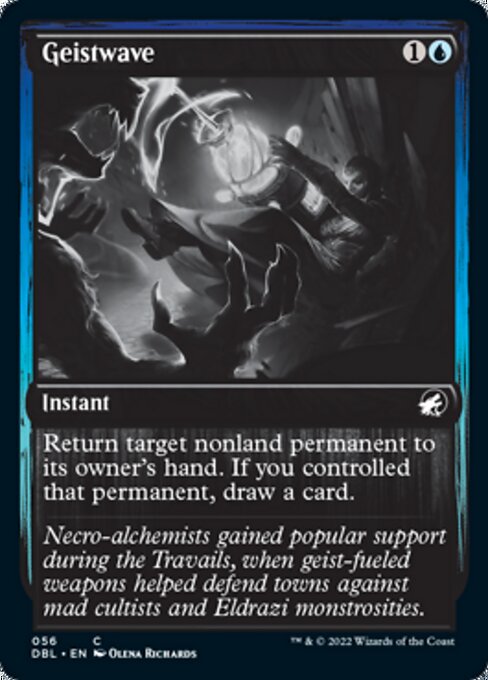 Geistwave 1
Instant
Return target nonland permanent to
its owner's hand. If you controlled
that permanent, draw a card.
Necro-alchemists gained popular support
during the Travails, when geist-fueled
weapons helped defend towns against
mad cultists and Eldrazi monstrosities.
056 C
DBL • EN Olena Richards
™ & © 2022 Wizards of the Coast